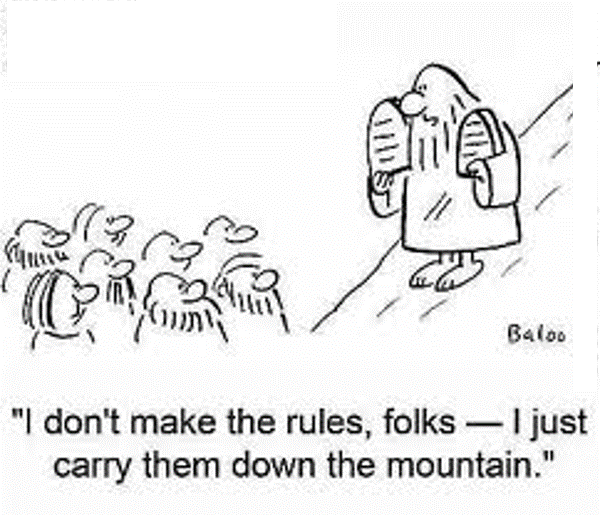 Baloo
"I don't make the rules, folks — I just
carry them down the mountain."